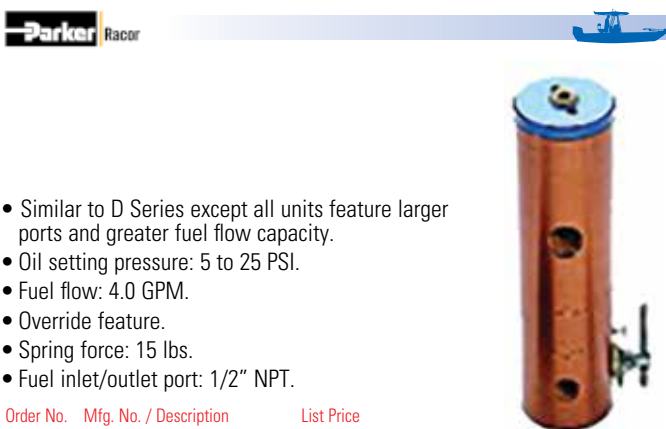 Parker Racor
• Similar to D Series except all units feature larger
ports and greater fuel flow capacity.
• Oil setting pressure: 5 to 25 PSI.
• Fuel flow: 4.0 GPM.
• Override feature.
• Spring force: 15 lbs.
• Fuel inlet/outlet port: 1/2” NPT.
Order No. Mfg. No. / Description List Price